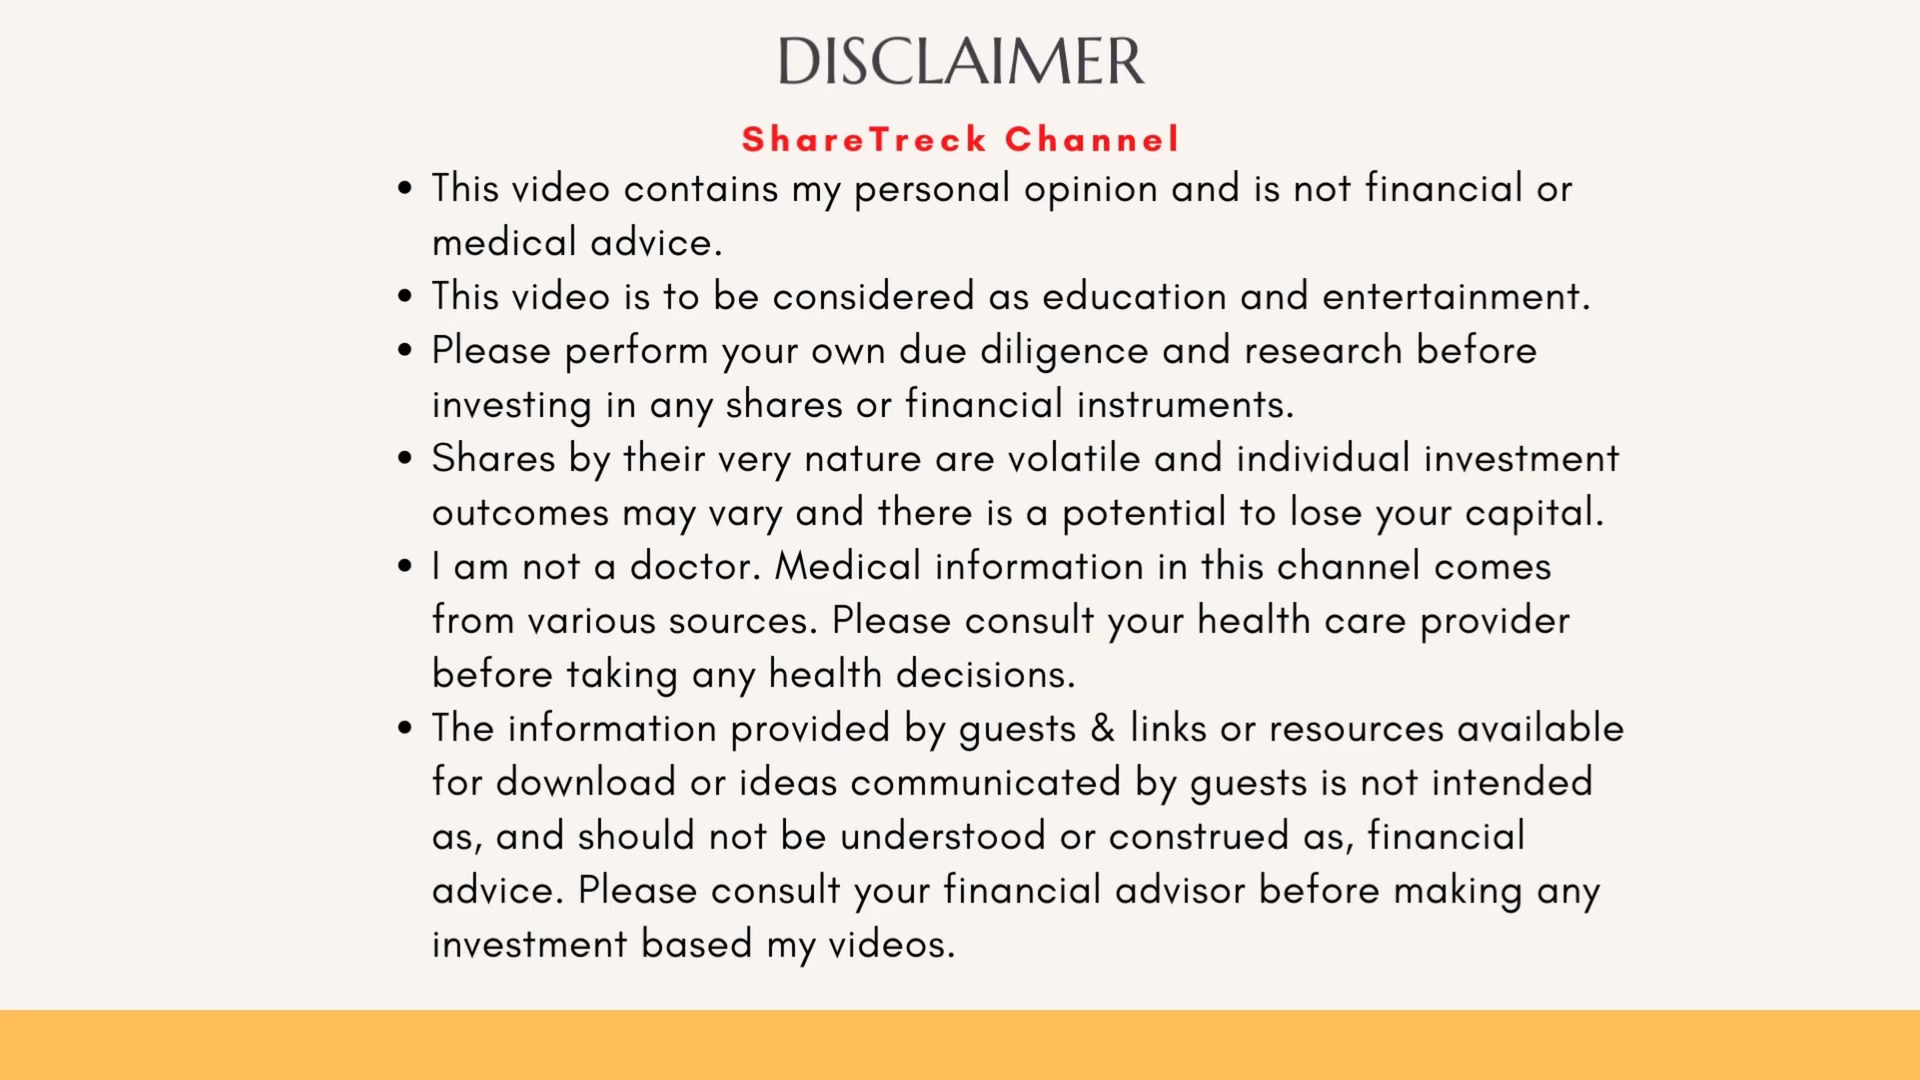 DISCLAIMER
ShareTreck Channel
• This video contains my personal opinion and is not financial or
medical advice.
• This video is to be considered as education and entertainment.
• Please perform your own due diligence and research before
investing in any shares or financial instruments.
• Shares by their very nature are volatile and individual investment
outcomes may vary and there is a potential to lose your capital.
• I am not a doctor. Medical information in this channel comes
from various sources. Please consult your health care provider
before taking any health decisions.
• The information provided by guests & links or resources available
for download or ideas communicated by guests is not intended
as, and should not be understood or construed as, financial
advice. Please consult your financial advisor before making any
investment based my videos.